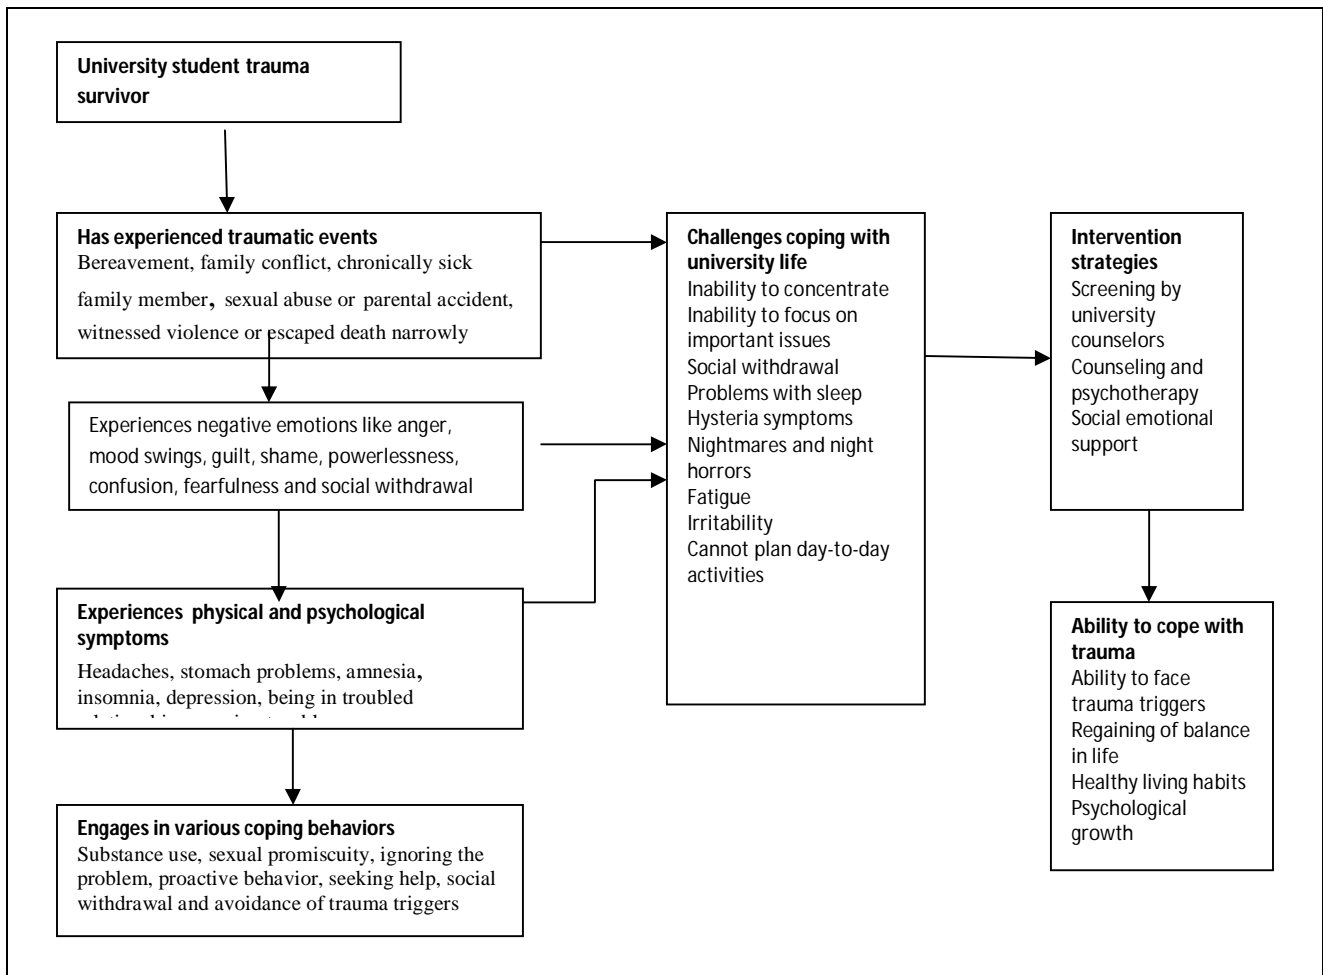 University student trauma
survivor
Has experienced traumatic events
Bereavement, family conflict, chronically sick
family member, sexual abuse or parental accident,
witnessed violence or escaped death narrowly
Experiences negative emotions like anger,
mood swings, guilt, shame, powerlessness,
confusion, fearfulness and social withdrawal
Experiences physical and psychological
symptoms
Headaches, stomach problems, amnesia,
insomnia, depression, being in troubled
Engages in various coping behaviors
Substance use, sexual promiscuity, ignoring the
problem, proactive behavior, seeking help, social
withdrawal and avoidance of trauma triggers
Challenges coping with
university life
Inability to concentrate
Inability to focus on
important issues
Social withdrawal
Problems with sleep
Hysteria symptoms
Nightmares and night
horrors
Fatigue
Irritability
Cannot plan day-to-day
activities
Intervention
strategies
Screening by
university
counselors
Counseling and
psychotherapy
Social emotional
support
Ability to cope with
trauma
Ability to face
trauma triggers
Regaining of balance
in life
Healthy living habits
Psychological
growth